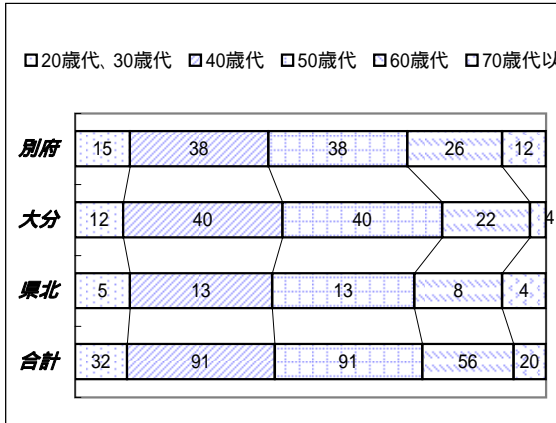 20歳代、30歳代 40歳代 50歳代 60歳代 70歳代以
別府 15 38 38 26 12
大分 12 40 40 22 4
県北 5 13 13 8 4
合計 32 91 91 56 20